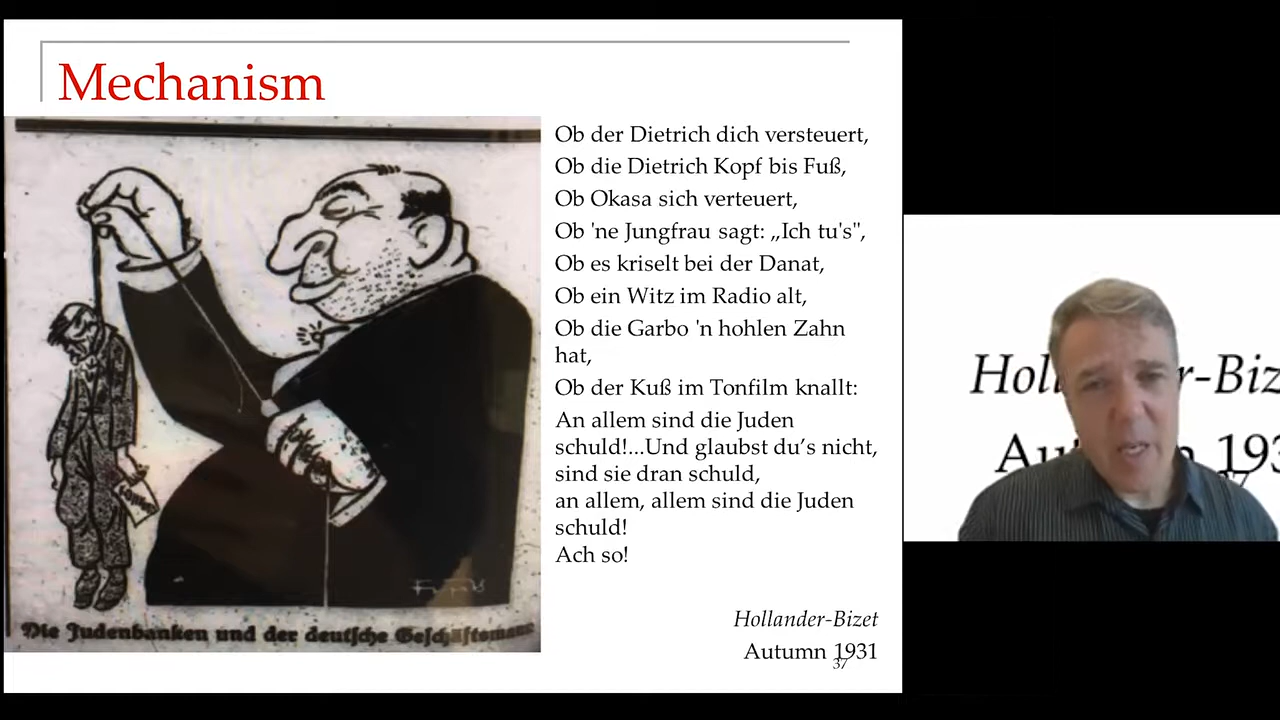 Mechanism
Ob der Dietrich dich versteuert,
Ob die Dietrich Kopf bis Fuß,
Ob Okasa sich verteuert,
Ob 'ne Jungfrau sagt: „Ich tu's",
Ob es kriselt bei der Danat,
Ob ein Witz im Radio alt,
Ob die Garbo 'n hohlen Zahn
hat,
Ob der Kuß im Tonfilm knallt:
An allem sind die Juden
schuld!...Und glaubst du’s nicht,
sind sie dran schuld,
an allem, allem sind die Juden
schuld!
Ach so!
Hollander-Bizet
Autumn 1931
37
Die Judenbanken und der deutsche Geschäftsmann
Autumn 193
37